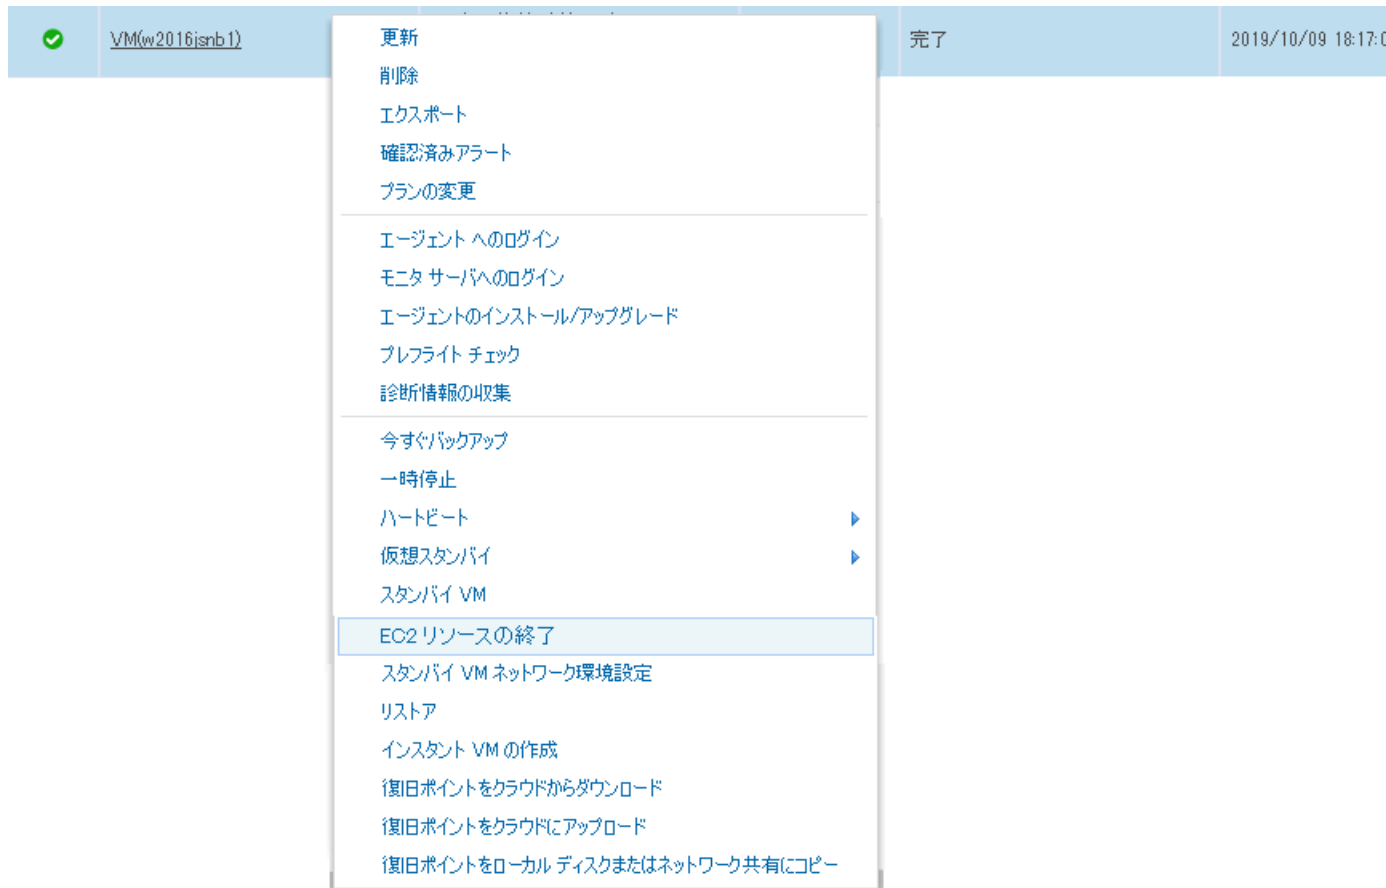 VM(w2016jsnb1) 完了 2019/10/09 18:17:0
更新
削除
エクスポート
確認済みアラート
プランの変更
エージェント へのログイン
モニタ サーバへのログイン
エージェントのインストール/アップグレード
プレフライト チェック
診断情報の収集
今すぐバックアップ
一時停止
ハートビート
仮想スタンバイ
スタンバイ VM
EC2 リソースの終了
スタンバイ VM ネットワーク環境設定
リストア
インスタント VM の作成
復旧ポイントをクラウドからダウンロード
復旧ポイントをクラウドにアップロード
復旧ポイントをローカル ディスクまたはネットワーク共有にコピー